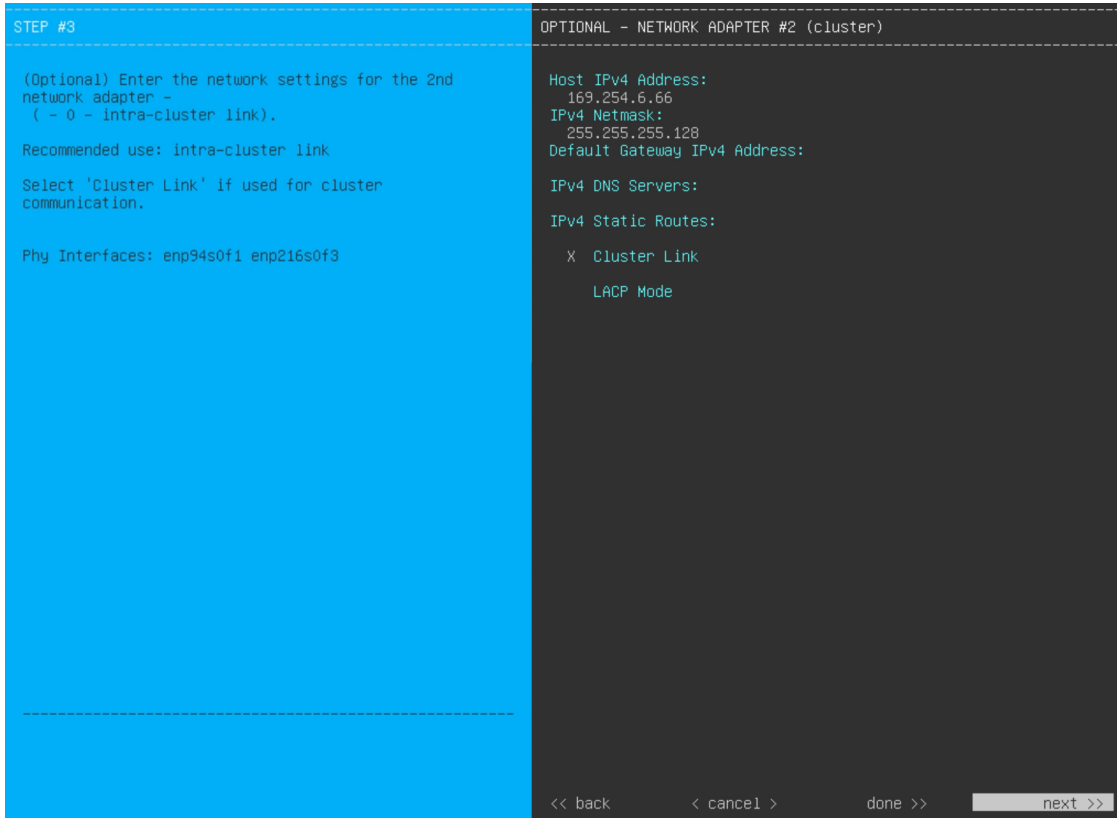 STEP #3
(Optional) Enter the network settings for the 2nd
network adapter -
( - 0 - intra-cluster link).
Recommended use: intra-cluster link
Select 'Cluster Link' if used for cluster
communication.
Phy Interfaces: enp94s0f1 enp216s0f3
OPTIONAL - NETWORK ADAPTER #2 (cluster)
Host IPv4 Address:
169.254.6.66
IPv4 Netmask:
255.255.255.128
Default Gateway IPv4 Address:
IPv4 DNS Servers:
IPv4 Static Routes:
X Cluster Link
LACP Mode
<< back < cancel > done >> next >>